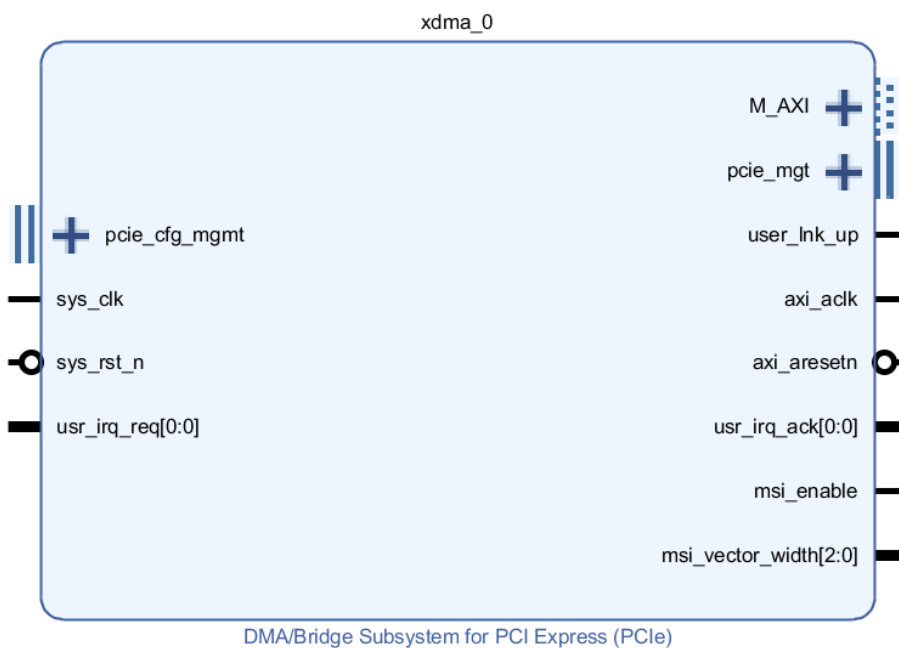 xdma_0
M_AXI
pcie_mgt
pcie_cfg_mgmt
user_lnk_up
sys_clk
axi_aclk
sys_rst_n
axi_aresetn
usr_irq_req[0:0]
usr_irq_ack[0:0]
msi_enable
msi_vector_width[2:0]
DMA/Bridge Subsystem for PCI Express (PCIe)